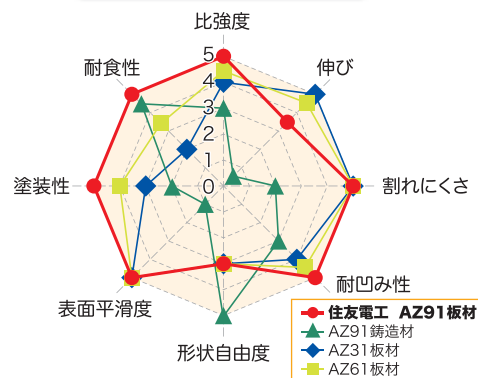 比強度
伸び
割れにくさ
耐凹み性
形状自由度
表面平滑度
塗装性
耐食性
5
4
3
2
1
0
住友電工 AZ91板材
AZ91鋳造材
AZ31板材
AZ61板材